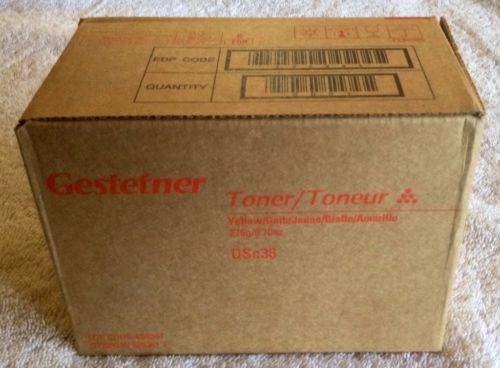 EDP CODE
QUANTITY
Gestetner
Toner/Toneur
Yellow/Gelb/Jaune/Giallo/Amarillo
DSc38